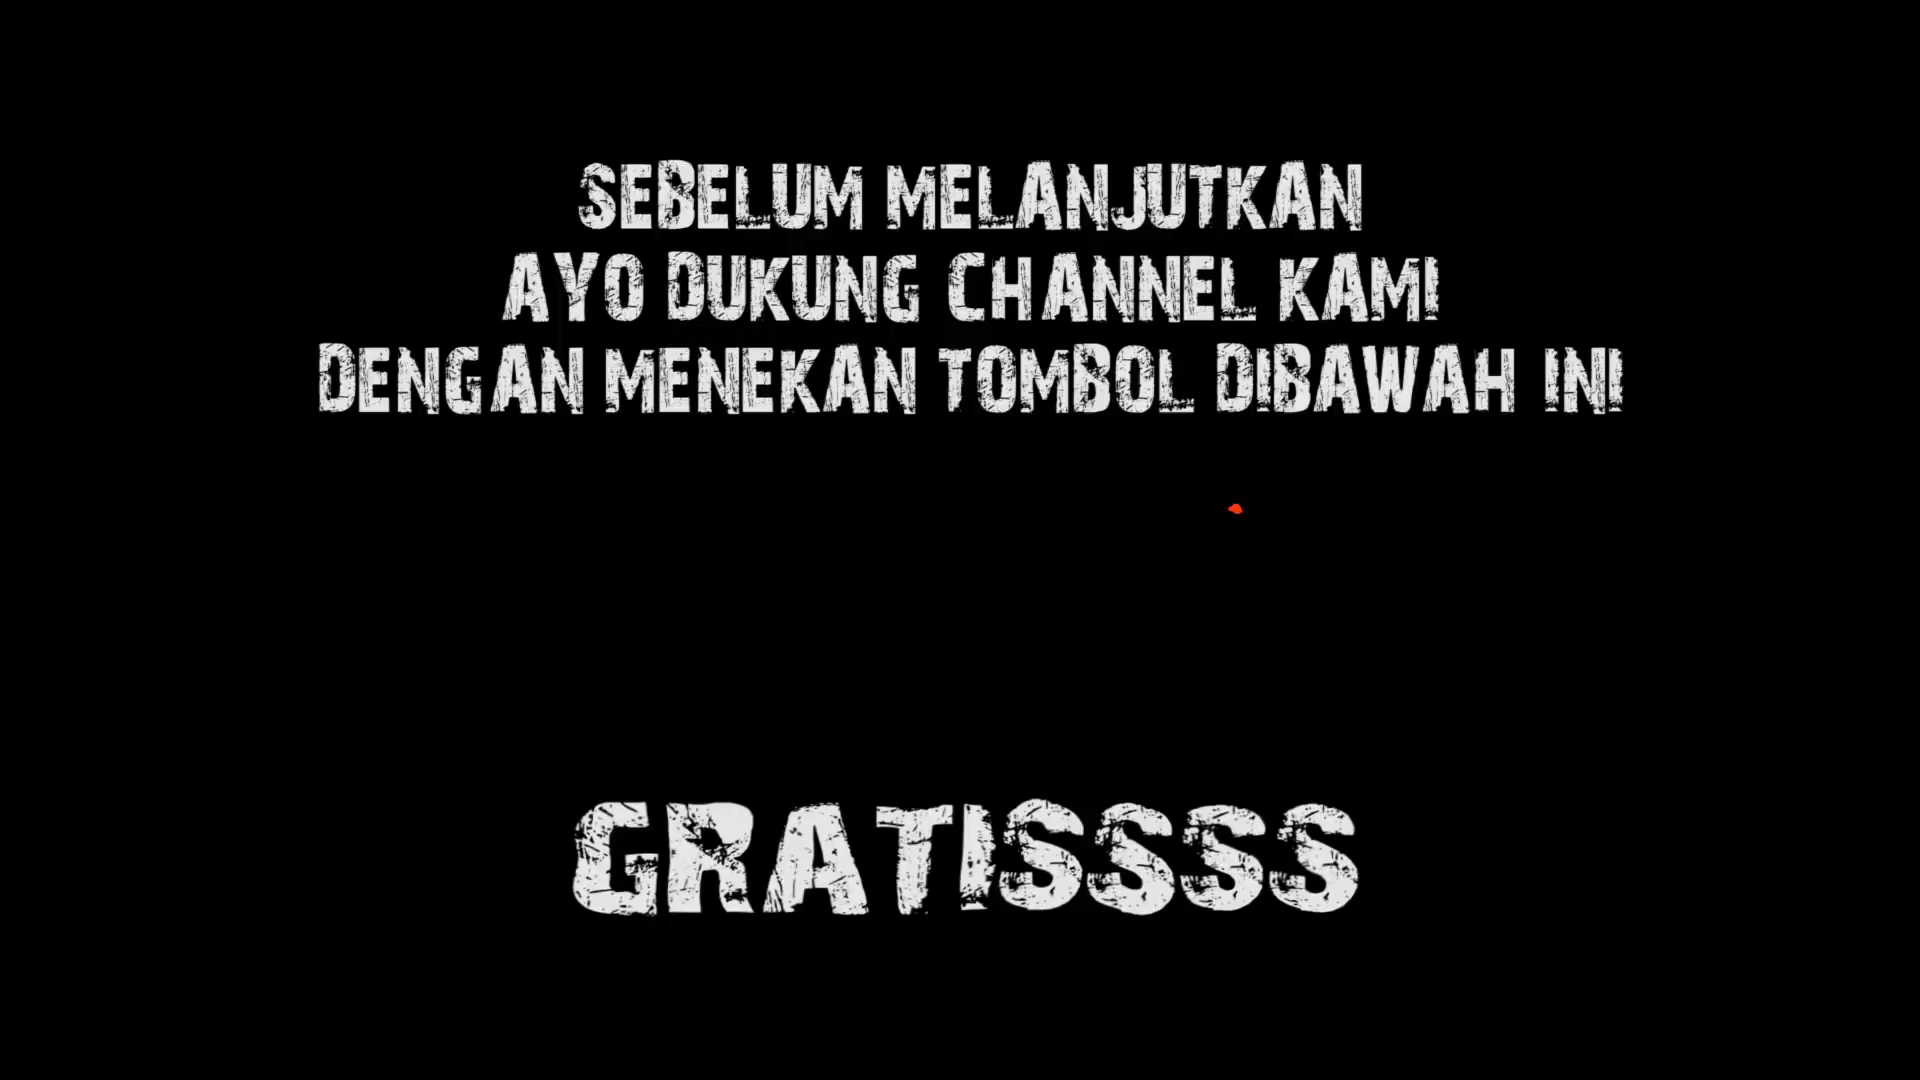 SEBELUM MELANJUTKAN
AYO DUKUNG CHANNEL KAMI
DENGAN MENEKAN TOMBOL DIBAWAH INI
GRATISSSS